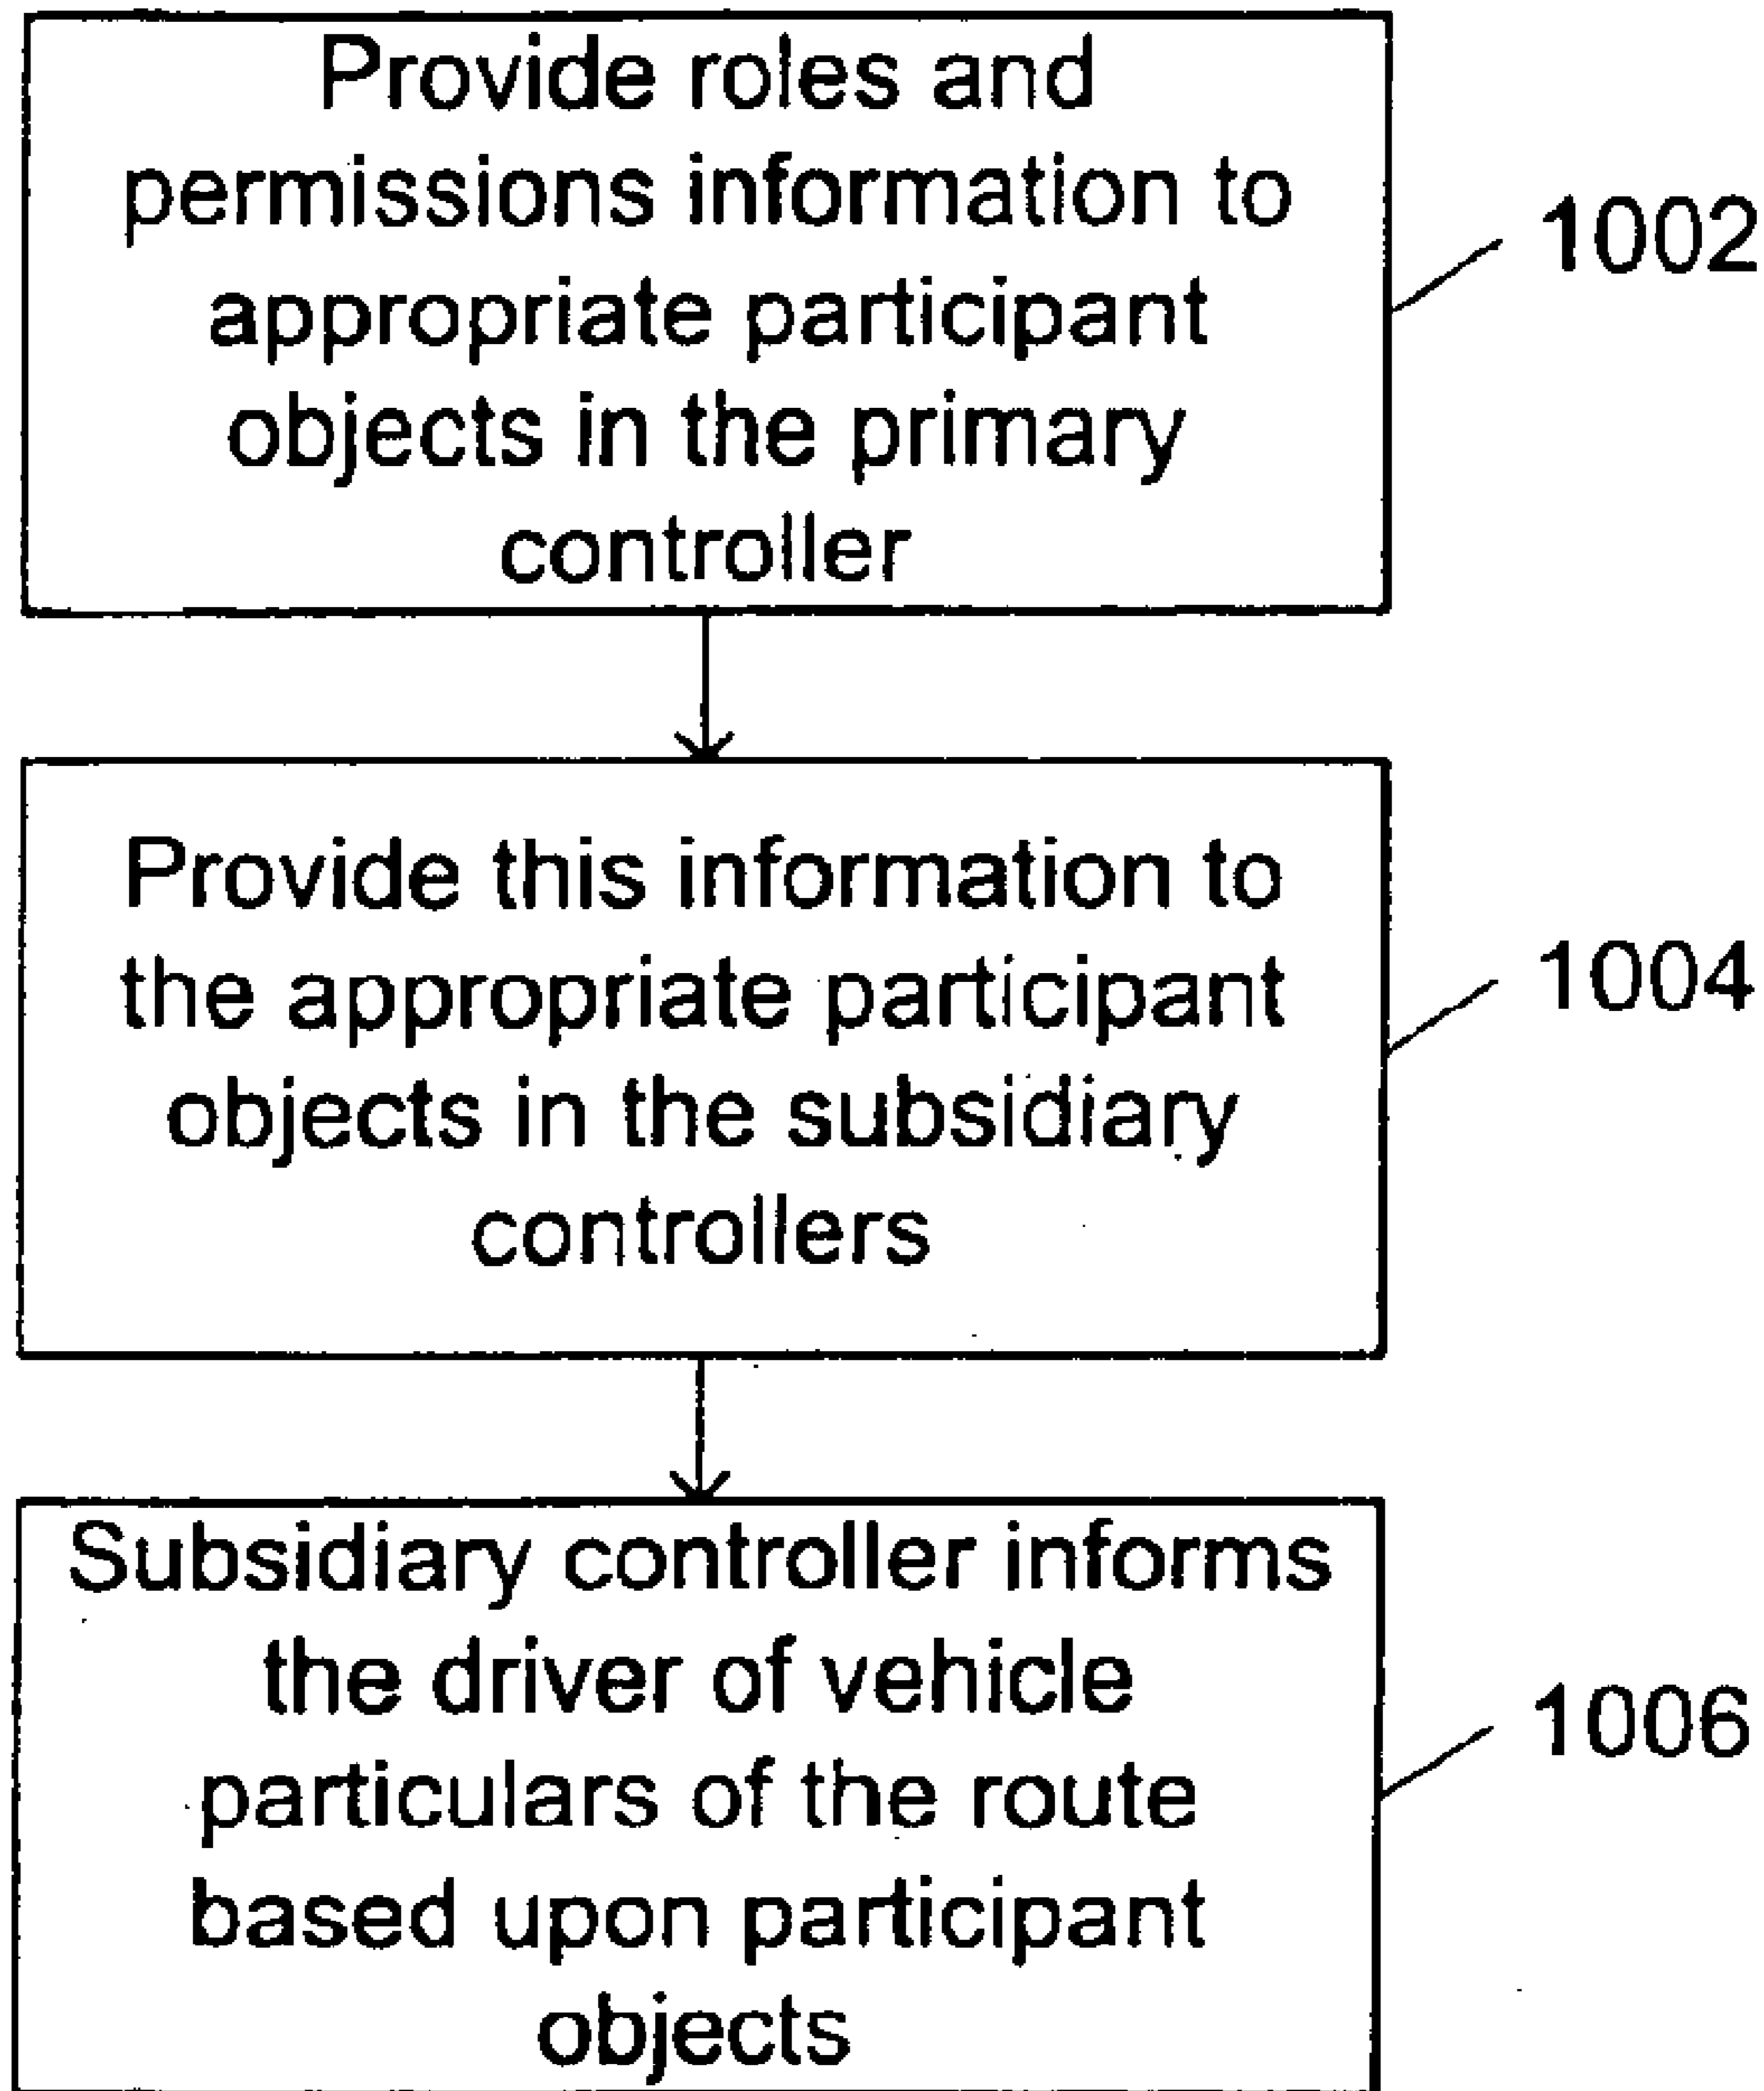 Provide roles and
permissions information to
appropriate participant
objects in the primary
controller
1002
Provide this information to
the appropriate participant
objects in the subsidiary
controllers
1004
Subsidiary controller informs
the driver of vehicle
particulars of the route
based upon participant
objects
1006